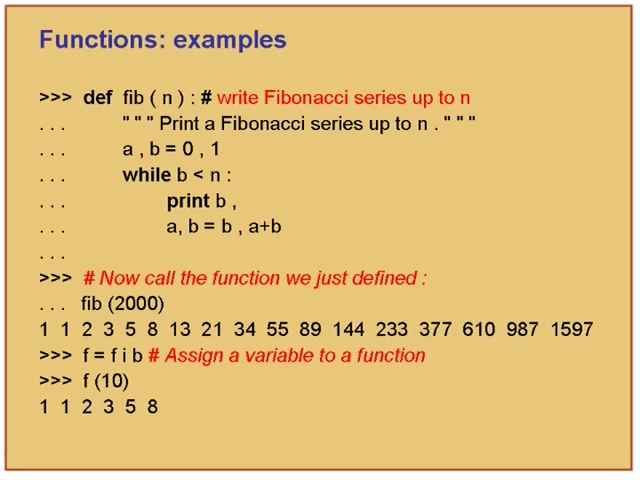 Functions: examples
>>> def fib ( n ) : # write Fibonacci series up to n
. . . " " " Print a Fibonacci series up to n . " " "
. . . a , b = 0 , 1
. . . while b < n :
. . . print b ,
. . . a, b = b , a+b
. . .
>>> # Now call the function we just defined :
. . . fib (2000)
1 1 2 3 5 8 13 21 34 55 89 144 233 377 610 987 1597
>>> f = f i b # Assign a variable to a function
>>> f (10)
1 1 2 3 5 8